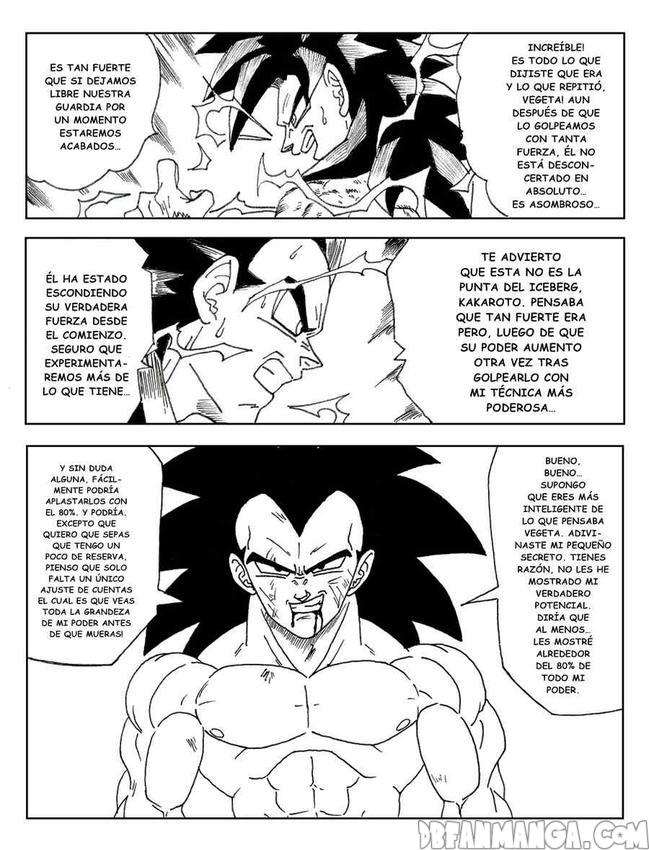 INCREÍBLE!
ES TODO LO QUE
DIJISTE QUE ERA
Y LO QUE REPITIÓ,
VEGETA! AUN
DESPUÉS DE QUE
LO GOLPEAMOS
CON TANTA
FUERZA, ÉL NO
ESTÁ DESCON-
CERTADO EN
ABSOLUTO...
ES ASOMBROSO...
ES TAN FUERTE
QUE SI DEJAMOS
LIBRE NUESTRA
GUARDIA POR
UN MOMENTO
ESTAREMOS
ACABADOS...
TE ADVIERTO
QUE ESTA NO ES LA
PUNTA DEL ICEBERG,
KAKAROTO. PENSABA
QUE TAN FUERTE ERA
PERO, LUEGO DE QUE
SU PODER AUMENTO
OTRA VEZ TRAS
GOLPEARLO CON
MI TÉCNICA MÁS
PODEROSA...
ÉL HA ESTADO
ESCONDIENDO
SU VERDADERA
FUERZA DESDE
EL COMIENZO.
SEGURO QUE
EXPERIMENTA-
REMOS MÁS DE
LO QUE TIENE...
BUENO,
BUENO...
SUPONGO
QUE ERES MÁS
INTELIGENTE DE
LO QUE PENSABA
VEGETA. ADIVI-
NASTE MI PEQUEÑO
SECRETO. TIENES
RAZÓN, NO LES HE
MOSTRADO MI
VERDADERO
POTENCIAL.
DIRÍA QUE
AL MENOS...
LES MOSTRÉ
ALREDEDOR
DEL 80% DE
TODO MI
PODER.
Y SIN DUDA
ALGUNA, FÁCIL-
MENTE PODRÍA
APLASTARLOS CON
EL 80%. Y PODRÍA.
EXCEPTO QUE
QUIERO QUE SEPAS
QUE TENGO UN
POCO DE RESERVA,
PIENSO QUE SOLO
FALTA UN ÚNICO
AJUSTE DE CUENTAS
EL CUAL ES QUE VEAS
TODA LA GRANDEZA
DE MI PODER ANTES
DE QUE MUERAS!
DBFANMANGA.COM